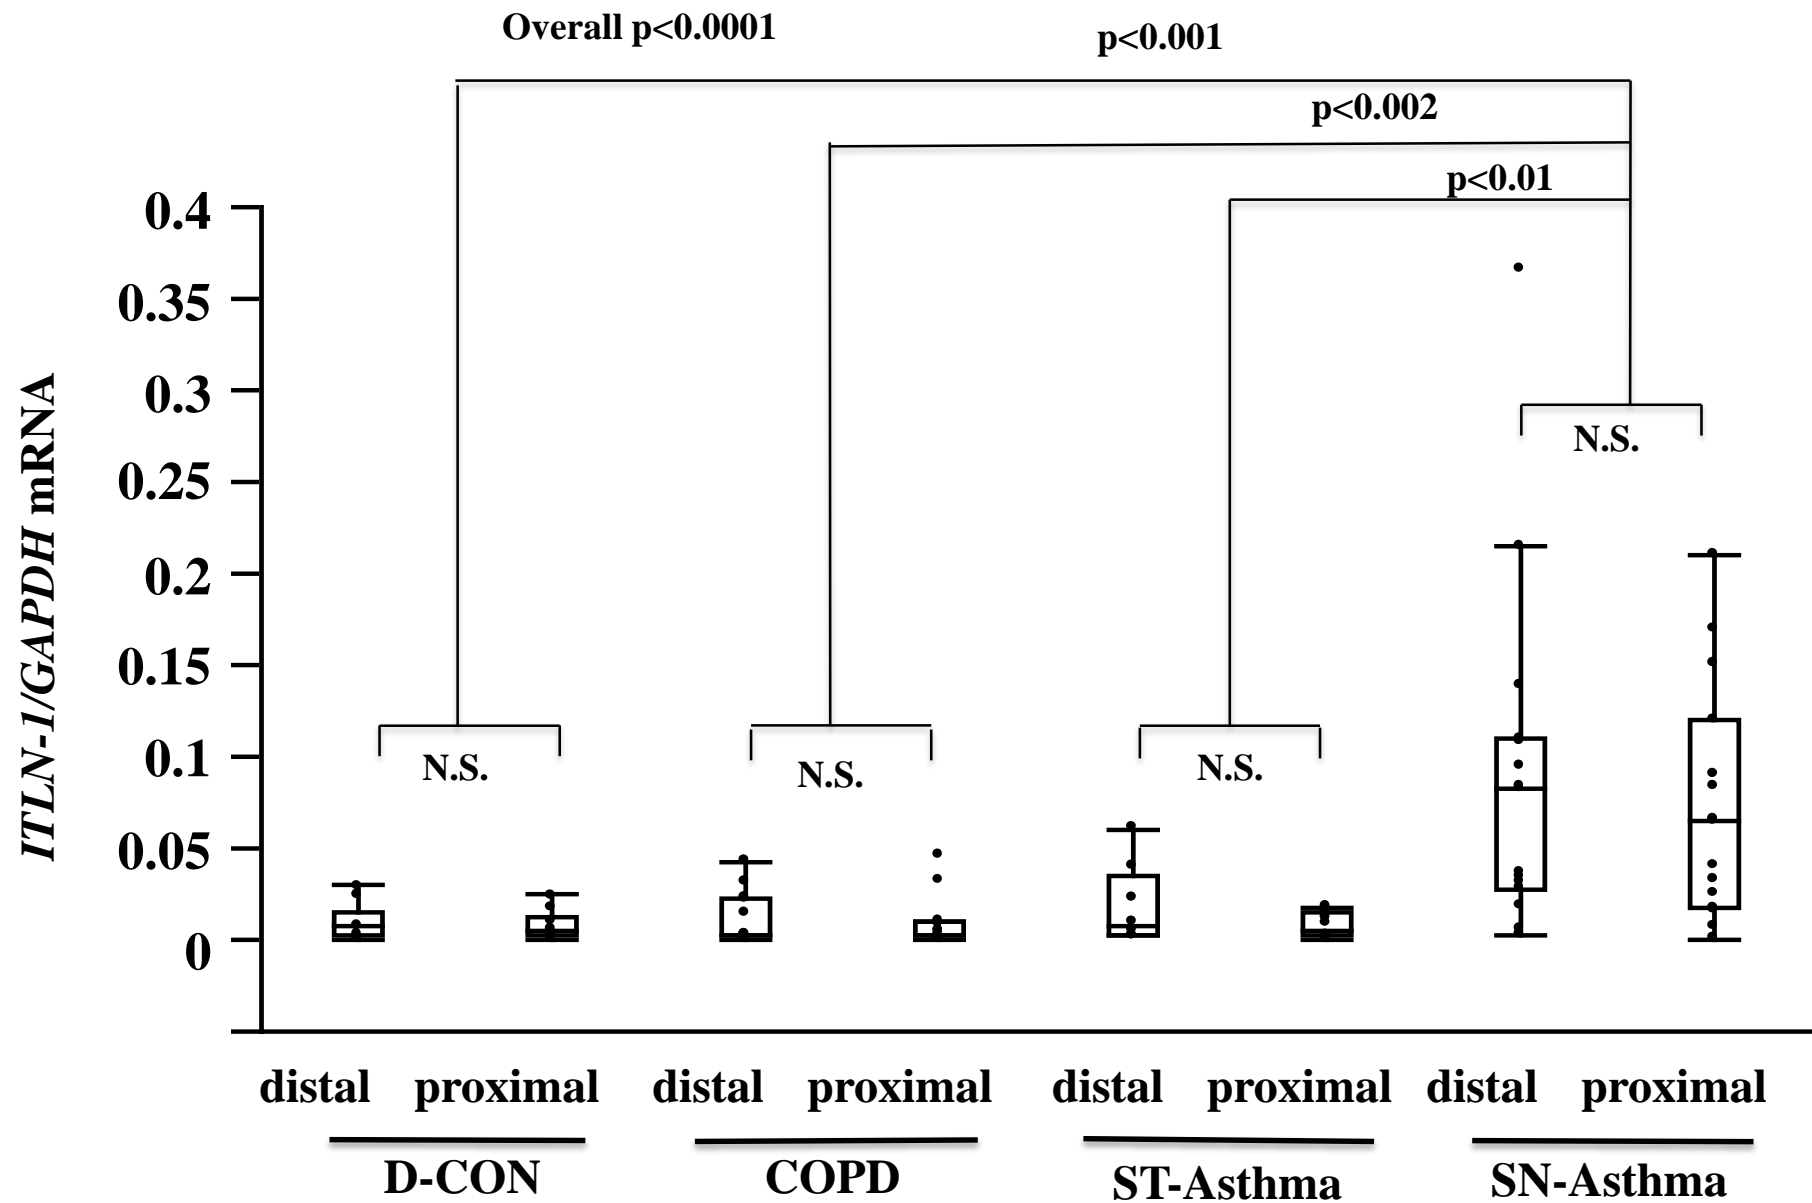 Overall p<0.0001
p<0.001
p<0.002
p<0.01
0.4
0.35
0.3
0.25
0.2
0.15
0.1
0.05
0
ITLN-1/GAPDH mRNA
N.S.
N.S.
N.S.
N.S.
distal proximal distal proximal distal proximal distal proximal
D-CON COPD ST-Asthma SN-Asthma